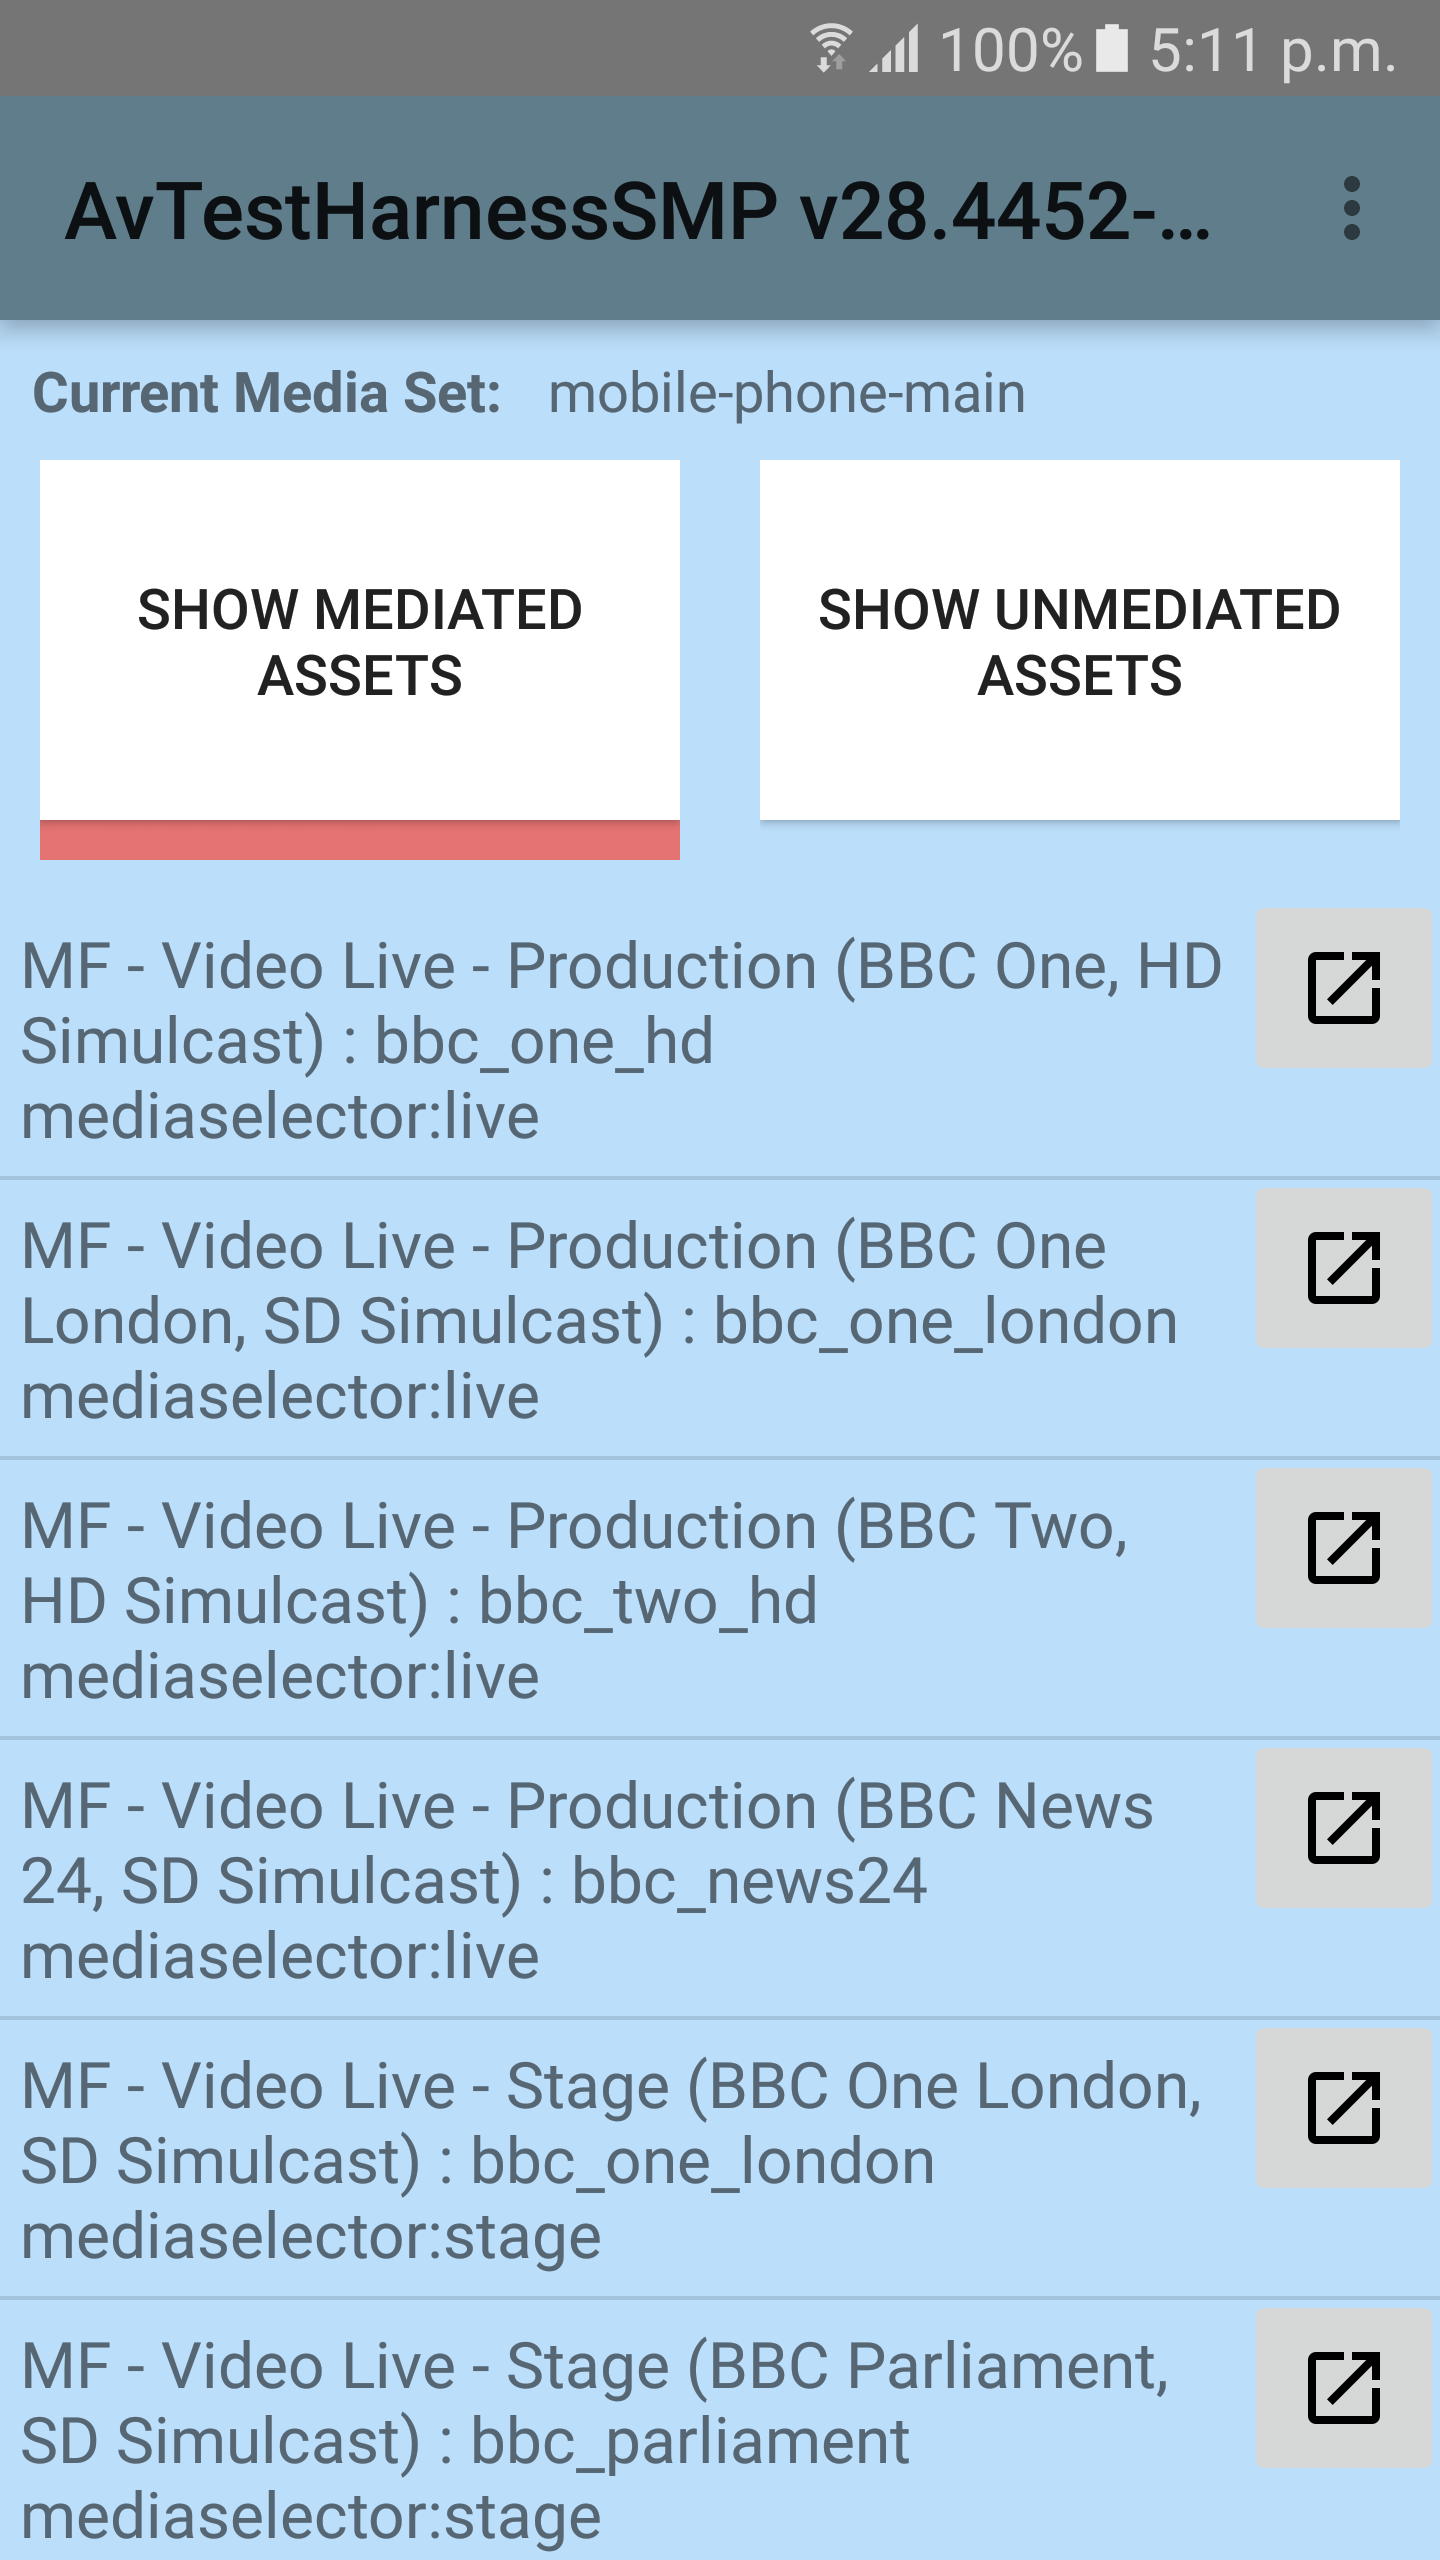 100% 5:11 p.m.
AvTestHarnessSMP v28.4452-...
Current Media Set: mobile-phone-main
SHOW MEDIATED
ASSETS
SHOW UNMEDIATED
ASSETS
MF - Video Live - Production (BBC One, HD
Simulcast) : bbc_one_hd
mediaselector:live
MF - Video Live - Production (BBC One
London, SD Simulcast) : bbc_one_london
mediaselector:live
MF - Video Live - Production (BBC Two,
HD Simulcast) : bbc_two_hd
mediaselector:live
MF - Video Live - Production (BBC News
24, SD Simulcast) : bbc_news24
mediaselector:live
MF - Video Live - Stage (BBC One London,
SD Simulcast) : bbc_one_london
mediaselector:stage
MF - Video Live - Stage (BBC Parliament,
SD Simulcast) : bbc_parliament
mediaselector:stage